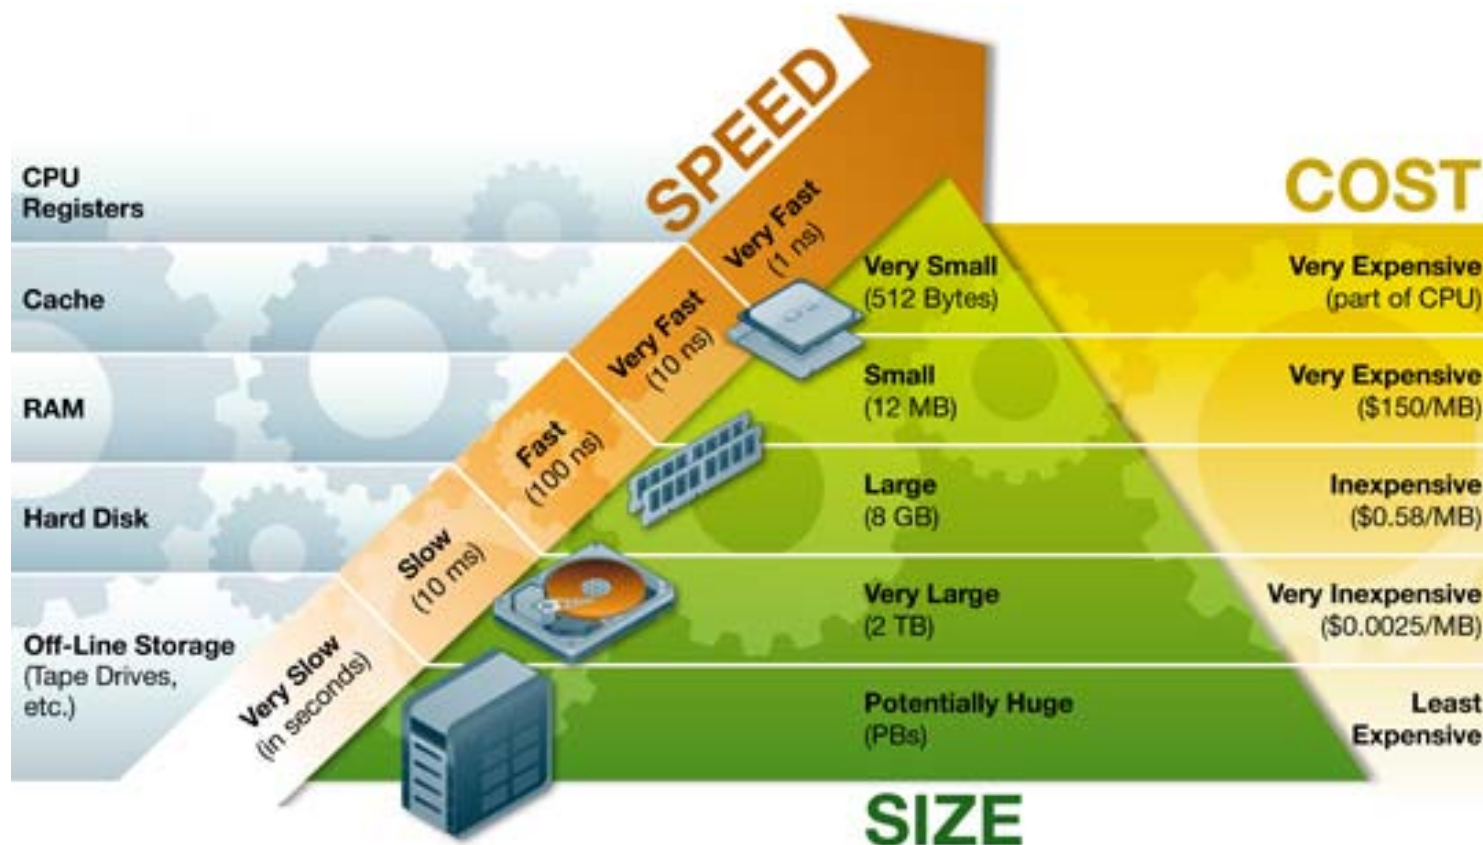 SPEED
COST
CPU
Registers
Very Fast
(1 ns)
Very Small
(512 Bytes)
Very Expensive
(part of CPU)
Cache
Very Fast
(10 ns)
Small
(12 MB)
Very Expensive
($150/MB)
RAM
Fast
(100 ns)
Large
(8 GB)
Inexpensive
($0.58/MB)
Hard Disk
Slow
(10 ms)
Very Large
(2 TB)
Very Inexpensive
($0.0025/MB)
Off-Line Storage
(Tape Drives,
etc.)
Very Slow
(in seconds)
Potentially Huge
(PBs)
Least
Expensive
SIZE